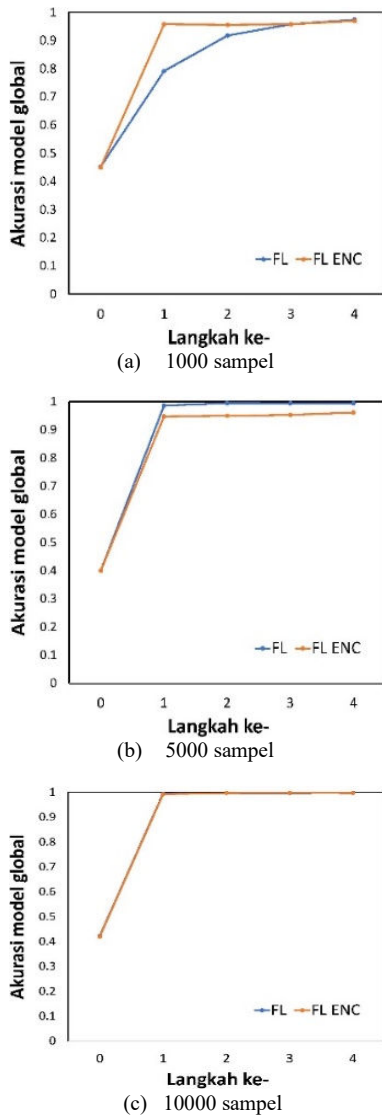 1
0.9
0.8
0.7
0.6
0.5
0.4
0.3
0.2
0.1
0
Akurasi model global
FL FL ENC
0 1 2 3 4
Langkah ke-
(a) 1000 sampel
1
0.9
0.8
0.7
0.6
0.5
0.4
0.3
0.2
0.1
0
Akurasi model global
FL FL ENC
0 1 2 3 4
Langkah ke-
(b) 5000 sampel
1
0.9
0.8
0.7
0.6
0.5
0.4
0.3
0.2
0.1
0
Akurasi model global
FL FL ENC
0 1 2 3 4
Langkah ke-
(c) 10000 sampel